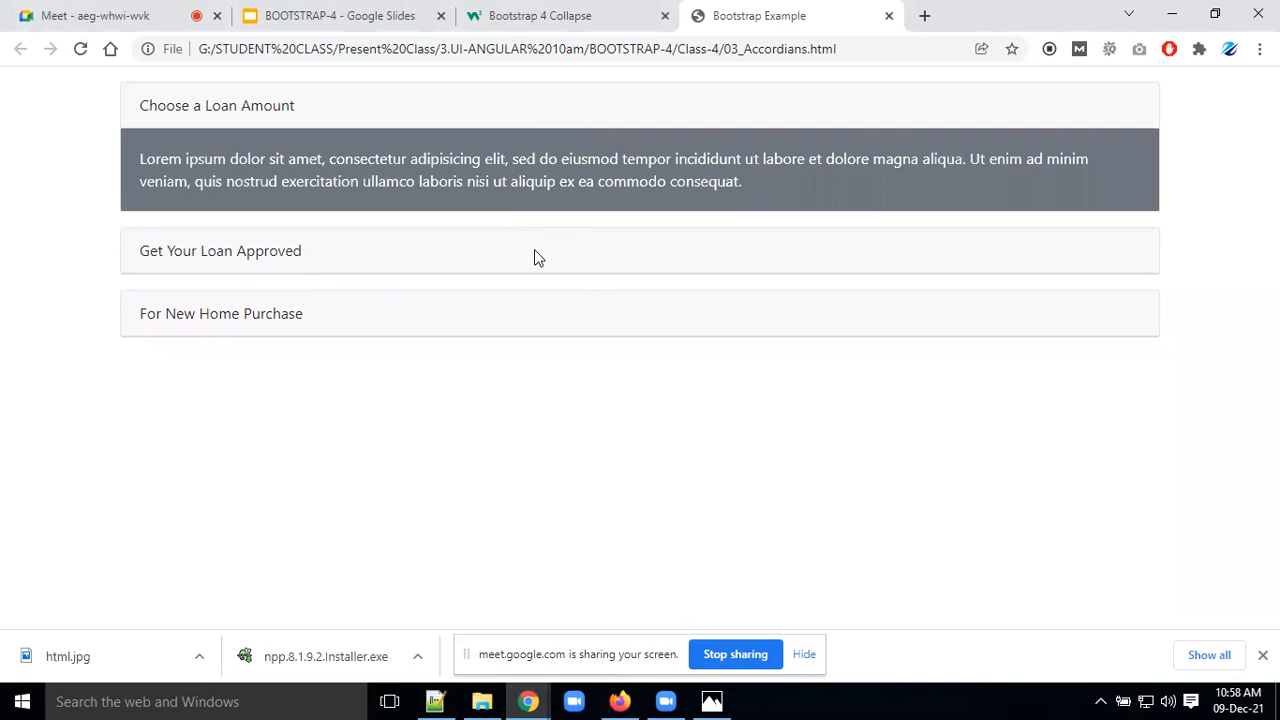 Meet - aeg-whwi-wvk
BOOTSTRAP-4 - Google Slides
Bootstrap 4 Collapse
Bootstrap Example
File
G:/STUDENT%20CLASS/Present%20Class/3.UI-ANGULAR%2010am/BOOTSTRAP-4/Class-4/03_Accordians.html
Choose a Loan Amount
Lorem ipsum dolor sit amet, consectetur adipisicing elit, sed do eiusmod tempor incididunt ut labore et dolore magna aliqua. Ut enim ad minim
veniam, quis nostrud exercitation ullamco laboris nisi ut aliquip ex ea commodo consequat.
Get Your Loan Approved
For New Home Purchase
html.jpg
npp.8.1.9.2.Installer.exe
meet.google.com is sharing your screen.
Stop sharing
Hide
Show all
Search the web and Windows
10:58 AM
09-Dec-21